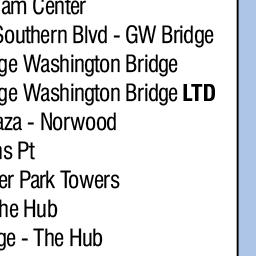 am Center
Southern Blvd - GW Bridge
ge Washington Bridge
ge Washington Bridge LTD
aza - Norwood
ns Pt
er Park Towers
he Hub
ge - The Hub